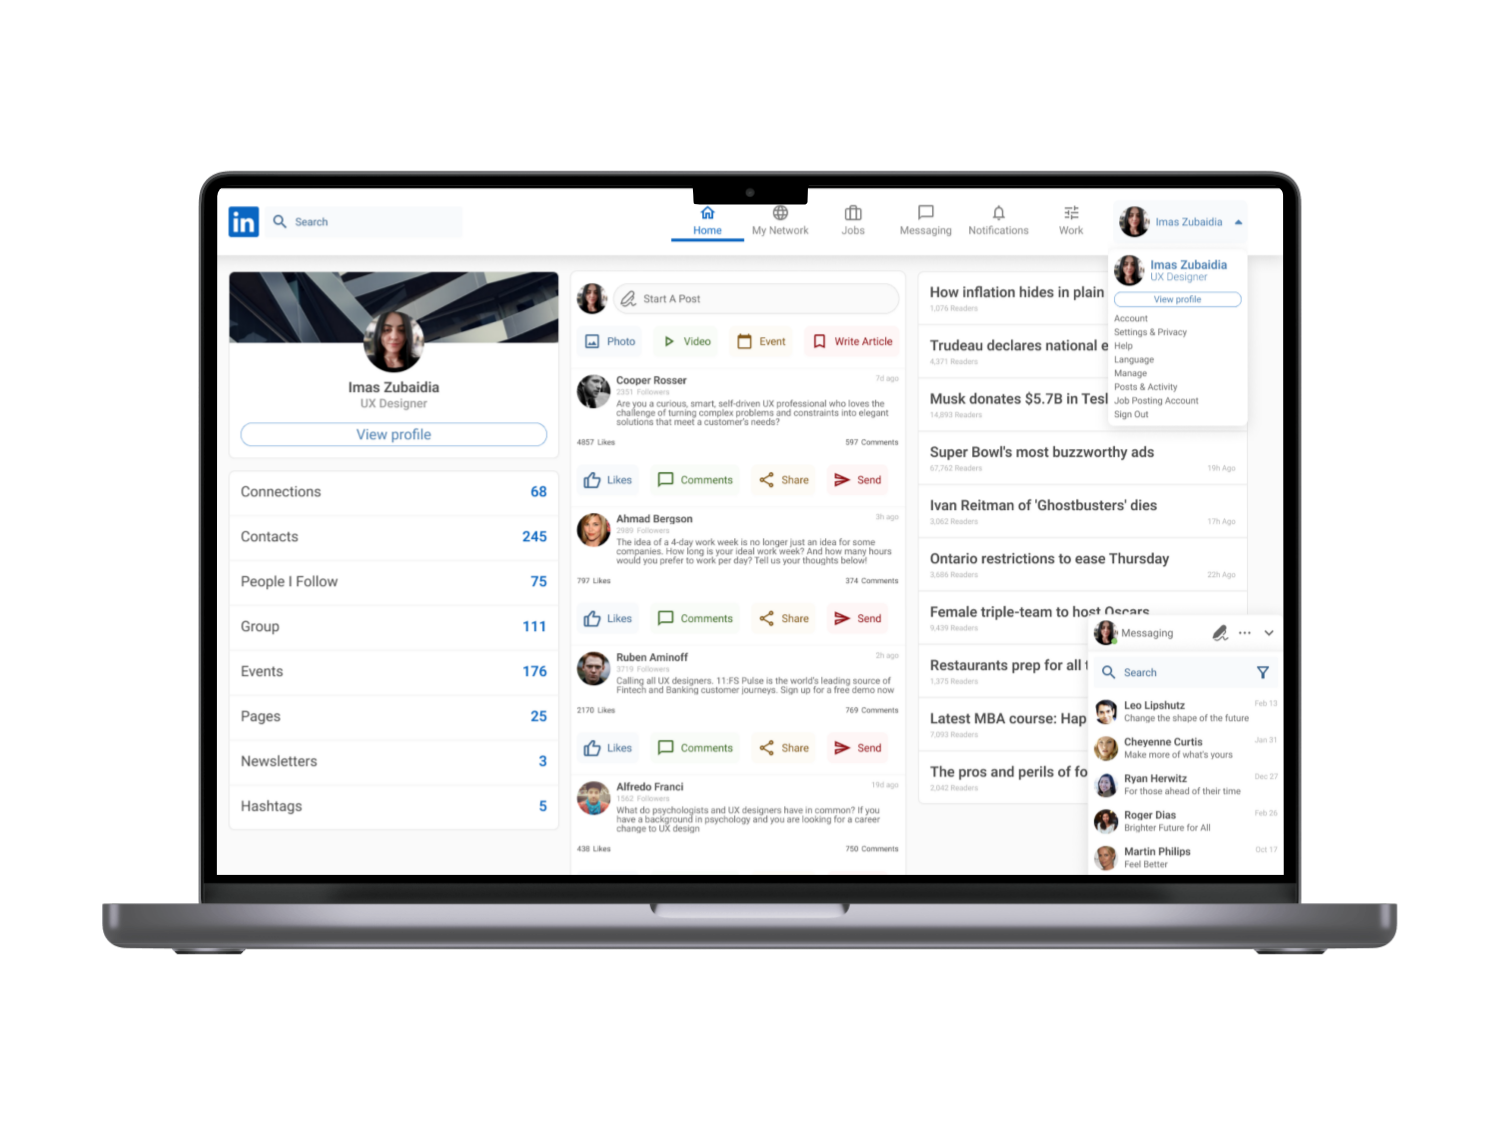 in
Search
Home
My Network
Jobs
Messaging
Notifications
Work
Imas Zubaidia
Imas Zubaidia
UX Designer
View profile
Account
Settings & Privacy
Help
Language
Manage
Posts & Activity
Job Posting Account
Sign Out
Imas Zubaidia
UX Designer
View profile
Connections 68
Contacts 245
People I Follow 75
Group 111
Events 176
Pages 25
Newsletters 3
Hashtags 5
Start A Post
Photo Video Event Write Article
Cooper Rosser 7d ago
2351 Followers
Are you a curious, smart, self-driven UX professional who loves the
challenge of turning complex problems and constraints into elegant
solutions that meet a customer's needs?
4857 Likes 597 Comments
Likes Comments Share Send
Ahmad Bergson 3h ago
2989 Followers
The idea of a 4-day work week is no longer just an idea for some
companies. How long is your ideal work week? And how many hours
would you prefer to work per day? Tell us your thoughts below!
797 Likes 374 Comments
Likes Comments Share Send
Ruben Aminoff 2h ago
3719 Followers
Calling all UX designers. 11:FS Pulse is the world's leading source of
Fintech and Banking customer journeys. Sign up for a free demo now
2170 Likes 769 Comments
Likes Comments Share Send
Alfredo Franci 19d ago
1562 Followers
What do psychologists and UX designers have in common? If you
have a background in psychology and you are looking for a career
change to UX design
438 Likes 750 Comments
How inflation hides in plain
1,076 Readers
Trudeau declares national e
4,371 Readers
Musk donates $5.7B in Tesl
14,893 Readers
Super Bowl's most buzzworthy ads
67,762 Readers 19h Ago
Ivan Reitman of 'Ghostbusters' dies
3,062 Readers 17h Ago
Ontario restrictions to ease Thursday
3,686 Readers 22h Ago
Female triple-team to host Oscars
9,439 Readers
Restaurants prep for all t
1,375 Readers
Latest MBA course: Hap
7,093 Readers
The pros and perils of fo
2,042 Readers
Messaging
Search
Leo Lipshutz Feb 13
Change the shape of the future
Cheyenne Curtis Jan 31
Make more of what's yours
Ryan Herwitz Dec 27
For those ahead of their time
Roger Dias Feb 26
Brighter Future for All
Martin Philips Oct 17
Feel Better